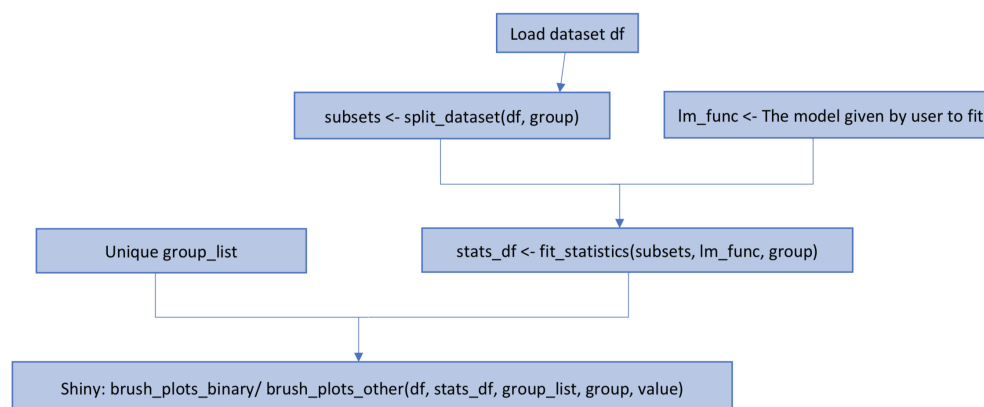 Load dataset df
subsets <- split_dataset(df, group)
lm_func <- The model given by user to fit
Unique group_list
stats_df <- fit_statistics(subsets, lm_func, group)
Shiny: brush_plots_binary/ brush_plots_other(df, stats_df, group_list, group, value)